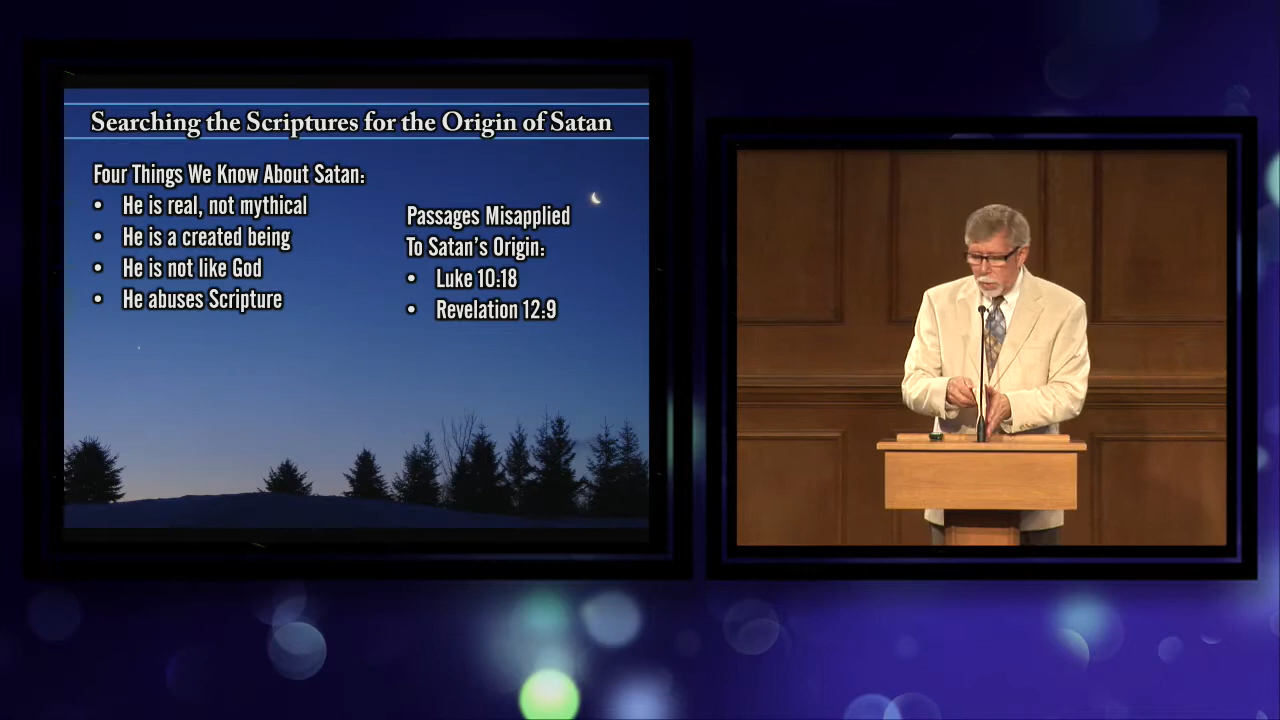 Searching the Scriptures for the Origin of Satan
Four Things We Know About Satan:
• He is real, not mythical
• He is a created being
• He is not like God
• He abuses Scripture
Passages Misapplied
To Satan's Origin:
• Luke 10:18
• Revelation 12:9